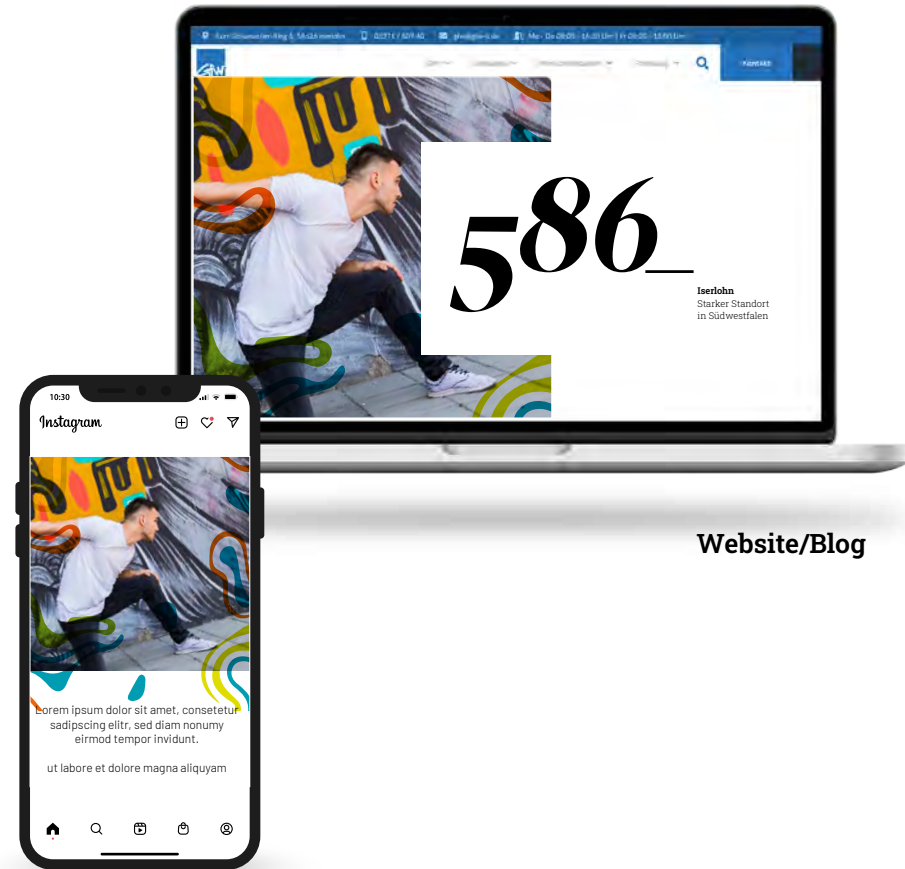 Kontakt
586_
Iserlohn
Starker Standort
in Südwestfalen
10:30
Instagram
Lorem ipsum dolor sit amet, consetetur
sadipscing elitr, sed diam nonumy
eirmod tempor invidunt.
ut labore et dolore magna aliquyam
Website/Blog